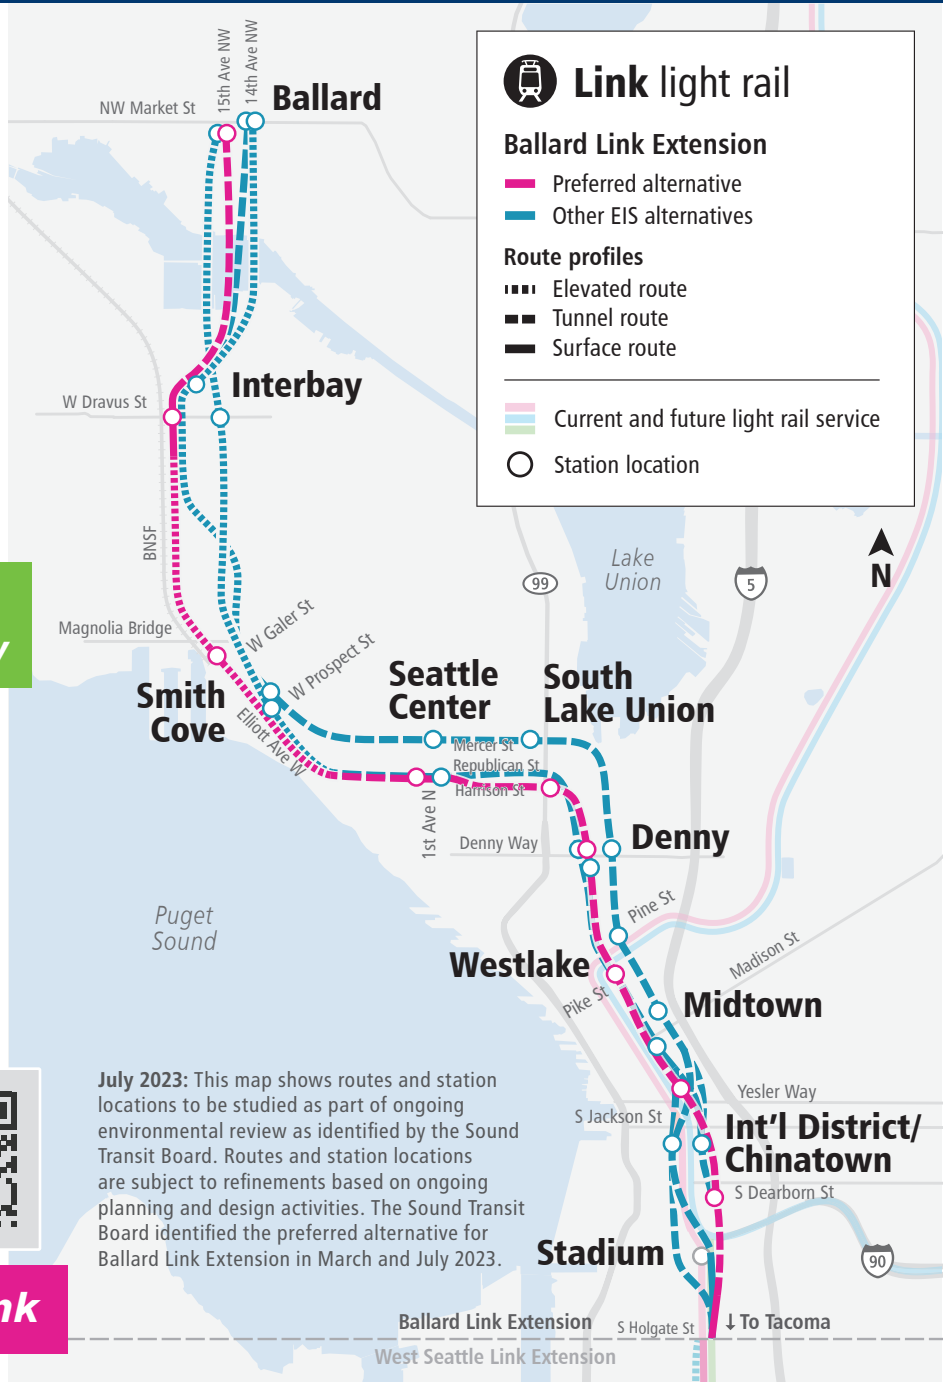 15th Ave NW
14th Ave NW
NW Market St
Ballard
Link light rail
Ballard Link Extension
Preferred alternative
Other EIS alternatives
Route profiles
Elevated route
Tunnel route
Surface route
Current and future light rail service
Station location
W Dravus St
Interbay
BNSF
99
Lake
Union
5
N
Magnolia Bridge
W Galer St
W Prospect St
Smith
Cove
Elliott Ave W
Seattle
Center
South
Lake Union
Mercer St
Republican St
Harrison St
1st Ave N
Denny Way
Denny
Puget
Sound
Pine St
Westlake
Madison St
Pike St
Midtown
Yesler Way
S Jackson St
Int'l District/
Chinatown
S Dearborn St
July 2023: This map shows routes and station
locations to be studied as part of ongoing
environmental review as identified by the Sound
Transit Board. Routes and station locations
are subject to refinements based on ongoing
planning and design activities. The Sound Transit
Board identified the preferred alternative for
Ballard Link Extension in March and July 2023.
Stadium
90
nk
Ballard Link Extension
S Holgate St
↓ To Tacoma
West Seattle Link Extension